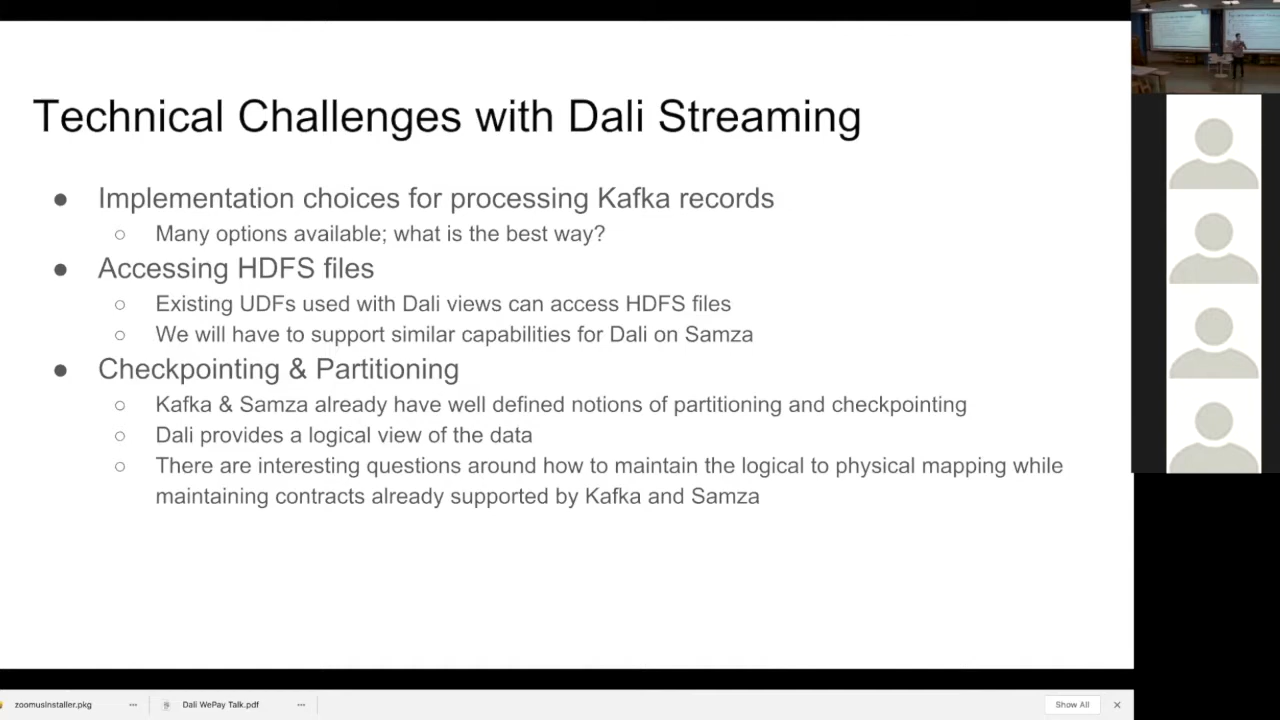 Technical Challenges with Dali Streaming
● Implementation choices for processing Kafka records
○ Many options available; what is the best way?
● Accessing HDFS files
○ Existing UDFs used with Dali views can access HDFS files
○ We will have to support similar capabilities for Dali on Samza
● Checkpointing & Partitioning
○ Kafka & Samza already have well defined notions of partitioning and checkpointing
○ Dali provides a logical view of the data
○ There are interesting questions around how to maintain the logical to physical mapping while
maintaining contracts already supported by Kafka and Samza
zoomusInstaller.pkg
Dali WePay Talk.pdf
Show All